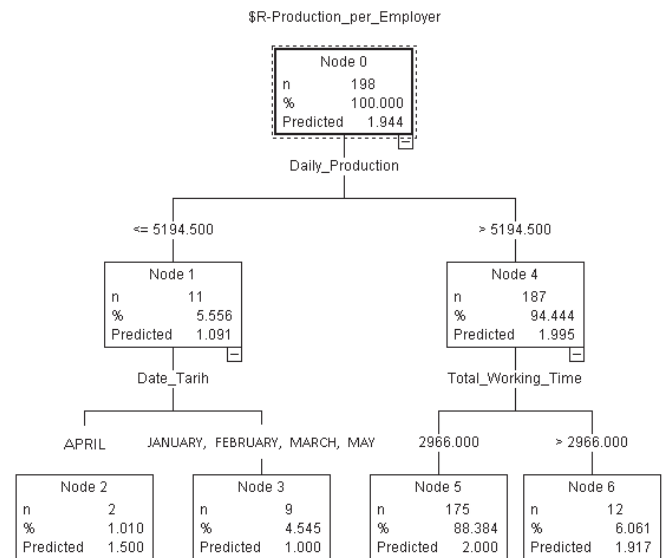 $R-Production_per_Employer
Node 0
n 198
% 100.000
Predicted 1.944
Daily_Production
<= 5194.500
> 5194.500
Node 1
n 11
% 5.556
Predicted 1.091
Node 4
n 187
% 94.444
Predicted 1.995
Date_Tarih
Total_Working_Time
APRIL
JANUARY, FEBRUARY, MARCH, MAY
2966.000
> 2966.000
Node 2
n 2
% 1.010
Predicted 1.500
Node 3
n 9
% 4.545
Predicted 1.000
Node 5
n 175
% 88.384
Predicted 2.000
Node 6
n 12
% 6.061
Predicted 1.917